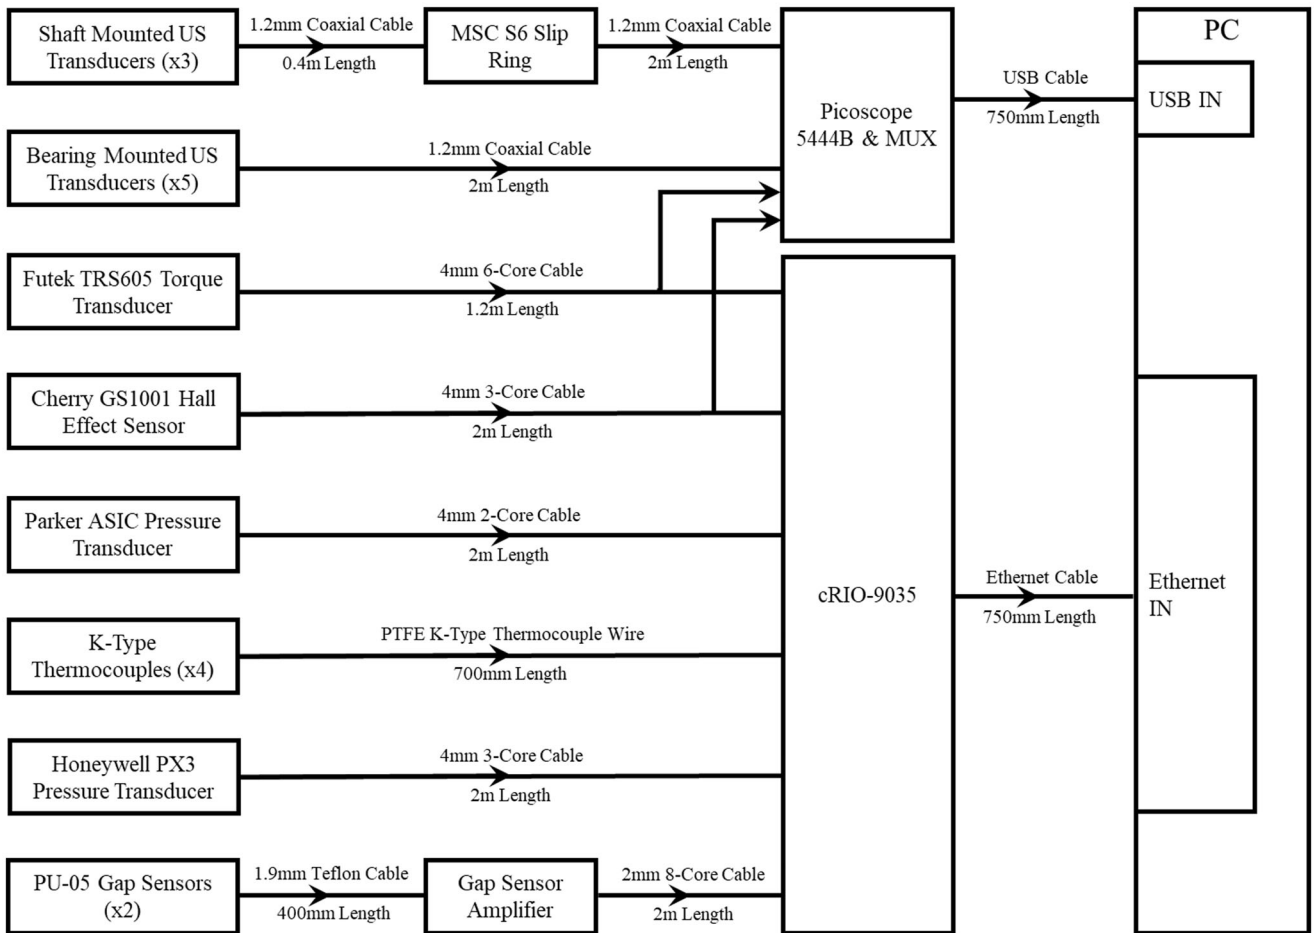 Shaft Mounted US
Transducers (x3)
1.2mm Coaxial Cable
0.4m Length
MSC S6 Slip
Ring
1.2mm Coaxial Cable
2m Length
Picoscope
5444B & MUX
USB Cable
750mm Length
PC
USB IN
Bearing Mounted US
Transducers (x5)
1.2mm Coaxial Cable
2m Length
Futek TRS605 Torque
Transducer
4mm 6-Core Cable
1.2m Length
Cherry GS1001 Hall
Effect Sensor
4mm 3-Core Cable
2m Length
Parker ASIC Pressure
Transducer
4mm 2-Core Cable
2m Length
cRIO-9035
Ethernet Cable
750mm Length
Ethernet
IN
K-Type
Thermocouples (x4)
PTFE K-Type Thermocouple Wire
700mm Length
Honeywell PX3
Pressure Transducer
4mm 3-Core Cable
2m Length
PU-05 Gap Sensors
(x2)
1.9mm Teflon Cable
400mm Length
Gap Sensor
Amplifier
2mm 8-Core Cable
2m Length